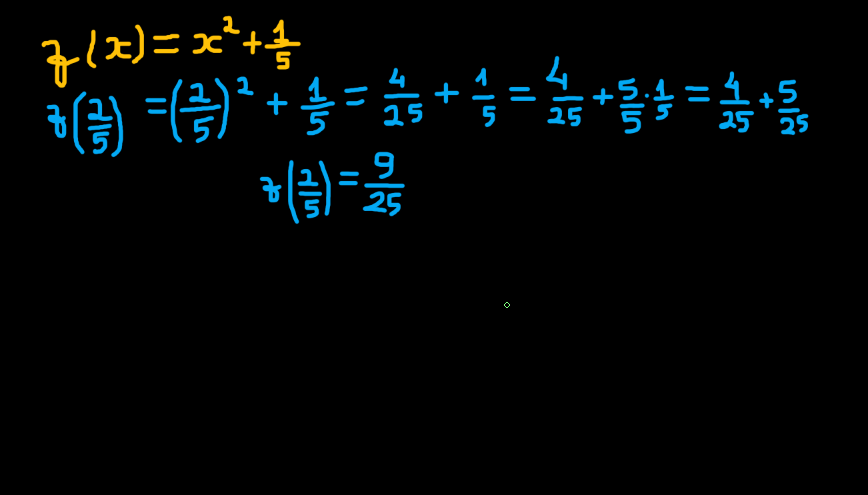 f(x) = x² + 1/5
f(2/5) = (2/5)² + 1/5 = 4/25 + 1/5 = 4/25 + 5/5 · 1/5 = 4/25 + 5/25
f(2/5) = 9/25